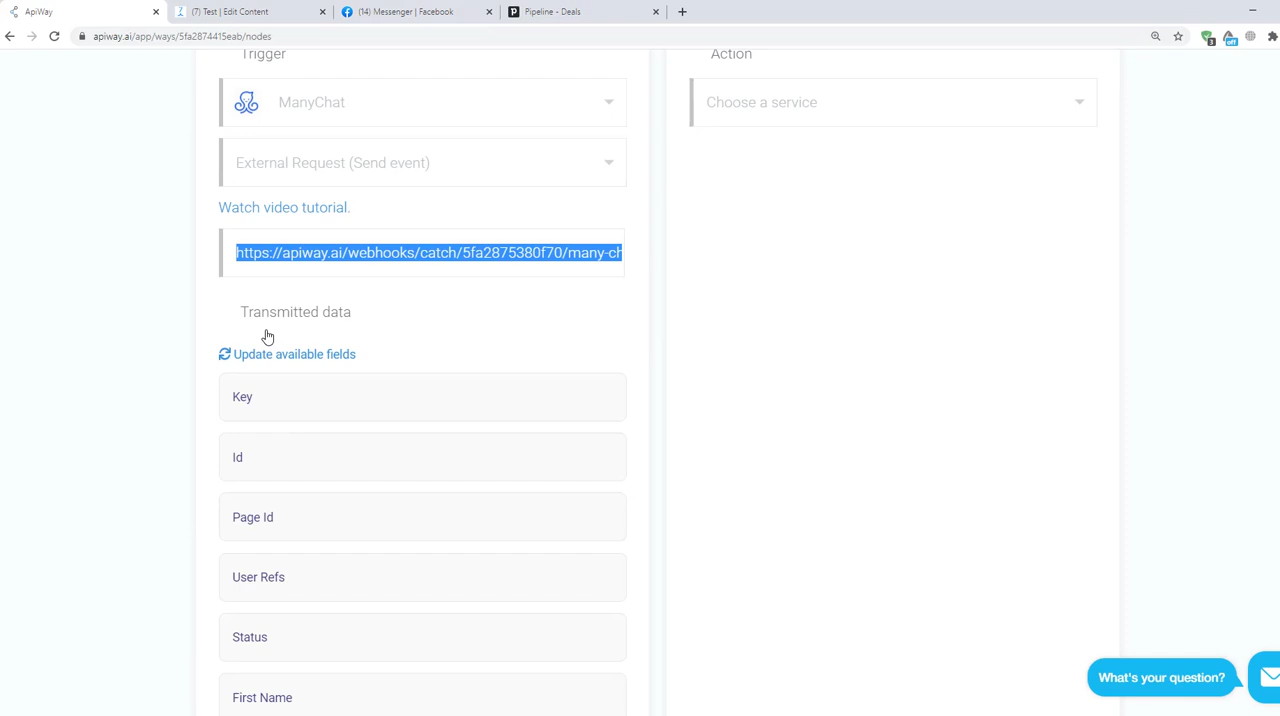 ApiWay
(7) Test | Edit Content
(14) Messenger | Facebook
Pipeline - Deals
apiway.ai/app/ways/5fa2874415eab/nodes
3
off
Trigger
Action
ManyChat
Choose a service
External Request (Send event)
Watch video tutorial.
https://apiway.ai/webhooks/catch/5fa2875380f70/many-ch
Transmitted data
Update available fields
Key
Id
Page Id
User Refs
Status
First Name
What's your question?